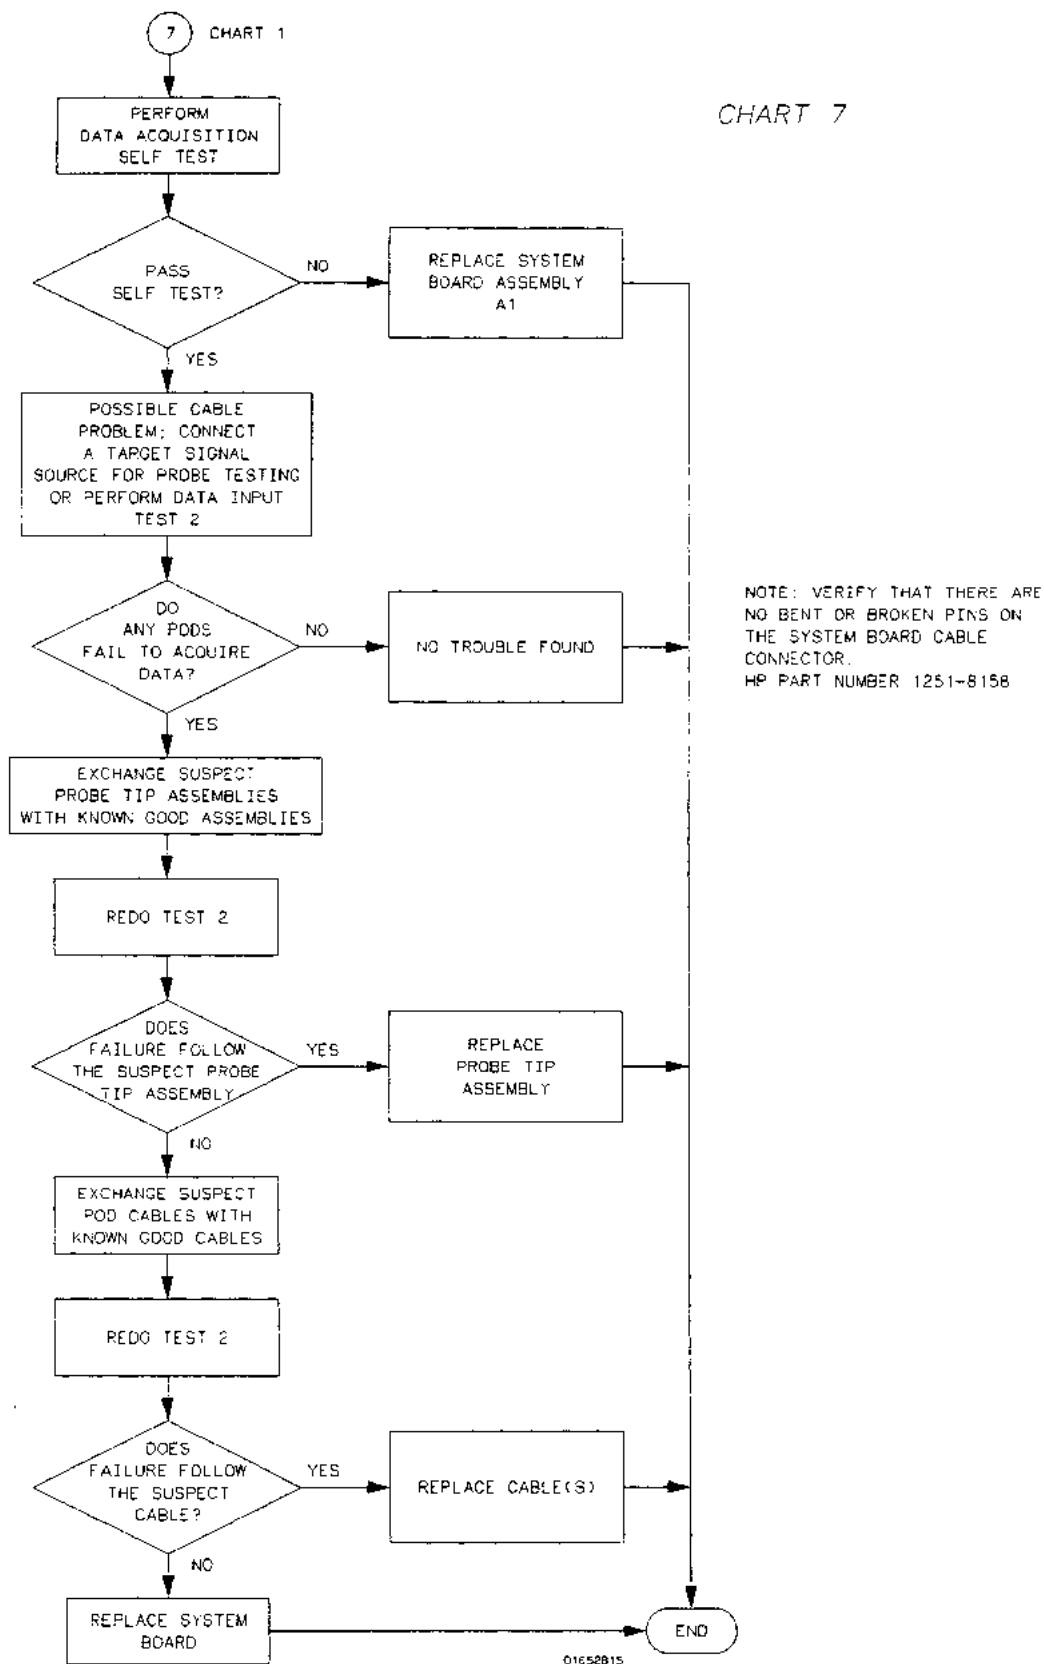 7 CHART 1
CHART 7
PERFORM
DATA ACQUISITION
SELF TEST
PASS
SELF TEST?
NO
REPLACE SYSTEM
BOARD ASSEMBLY
A1
YES
POSSIBLE CABLE
PROBLEM; CONNECT
A TARGET SIGNAL
SOURCE FOR PROBE TESTING
OR PERFORM DATA INPUT
TEST 2
DO
ANY PODS
FAIL TO ACQUIRE
DATA?
NO
NO TROUBLE FOUND
NOTE: VERIFY THAT THERE ARE
NO BENT OR BROKEN PINS ON
THE SYSTEM BOARD CABLE
CONNECTOR.
HP PART NUMBER 1251-8158
YES
EXCHANGE SUSPECT
PROBE TIP ASSEMBLIES
WITH KNOWN GOOD ASSEMBLIES
REDO TEST 2
DOES
FAILURE FOLLOW
THE SUSPECT PROBE
TIP ASSEMBLY
YES
REPLACE
PROBE TIP
ASSEMBLY
NO
EXCHANGE SUSPECT
POD CABLES WITH
KNOWN GOOD CABLES
REDO TEST 2
DOES
FAILURE FOLLOW
THE SUSPECT
CABLE?
YES
REPLACE CABLE(S)
NO
REPLACE SYSTEM
BOARD
END
01652B15